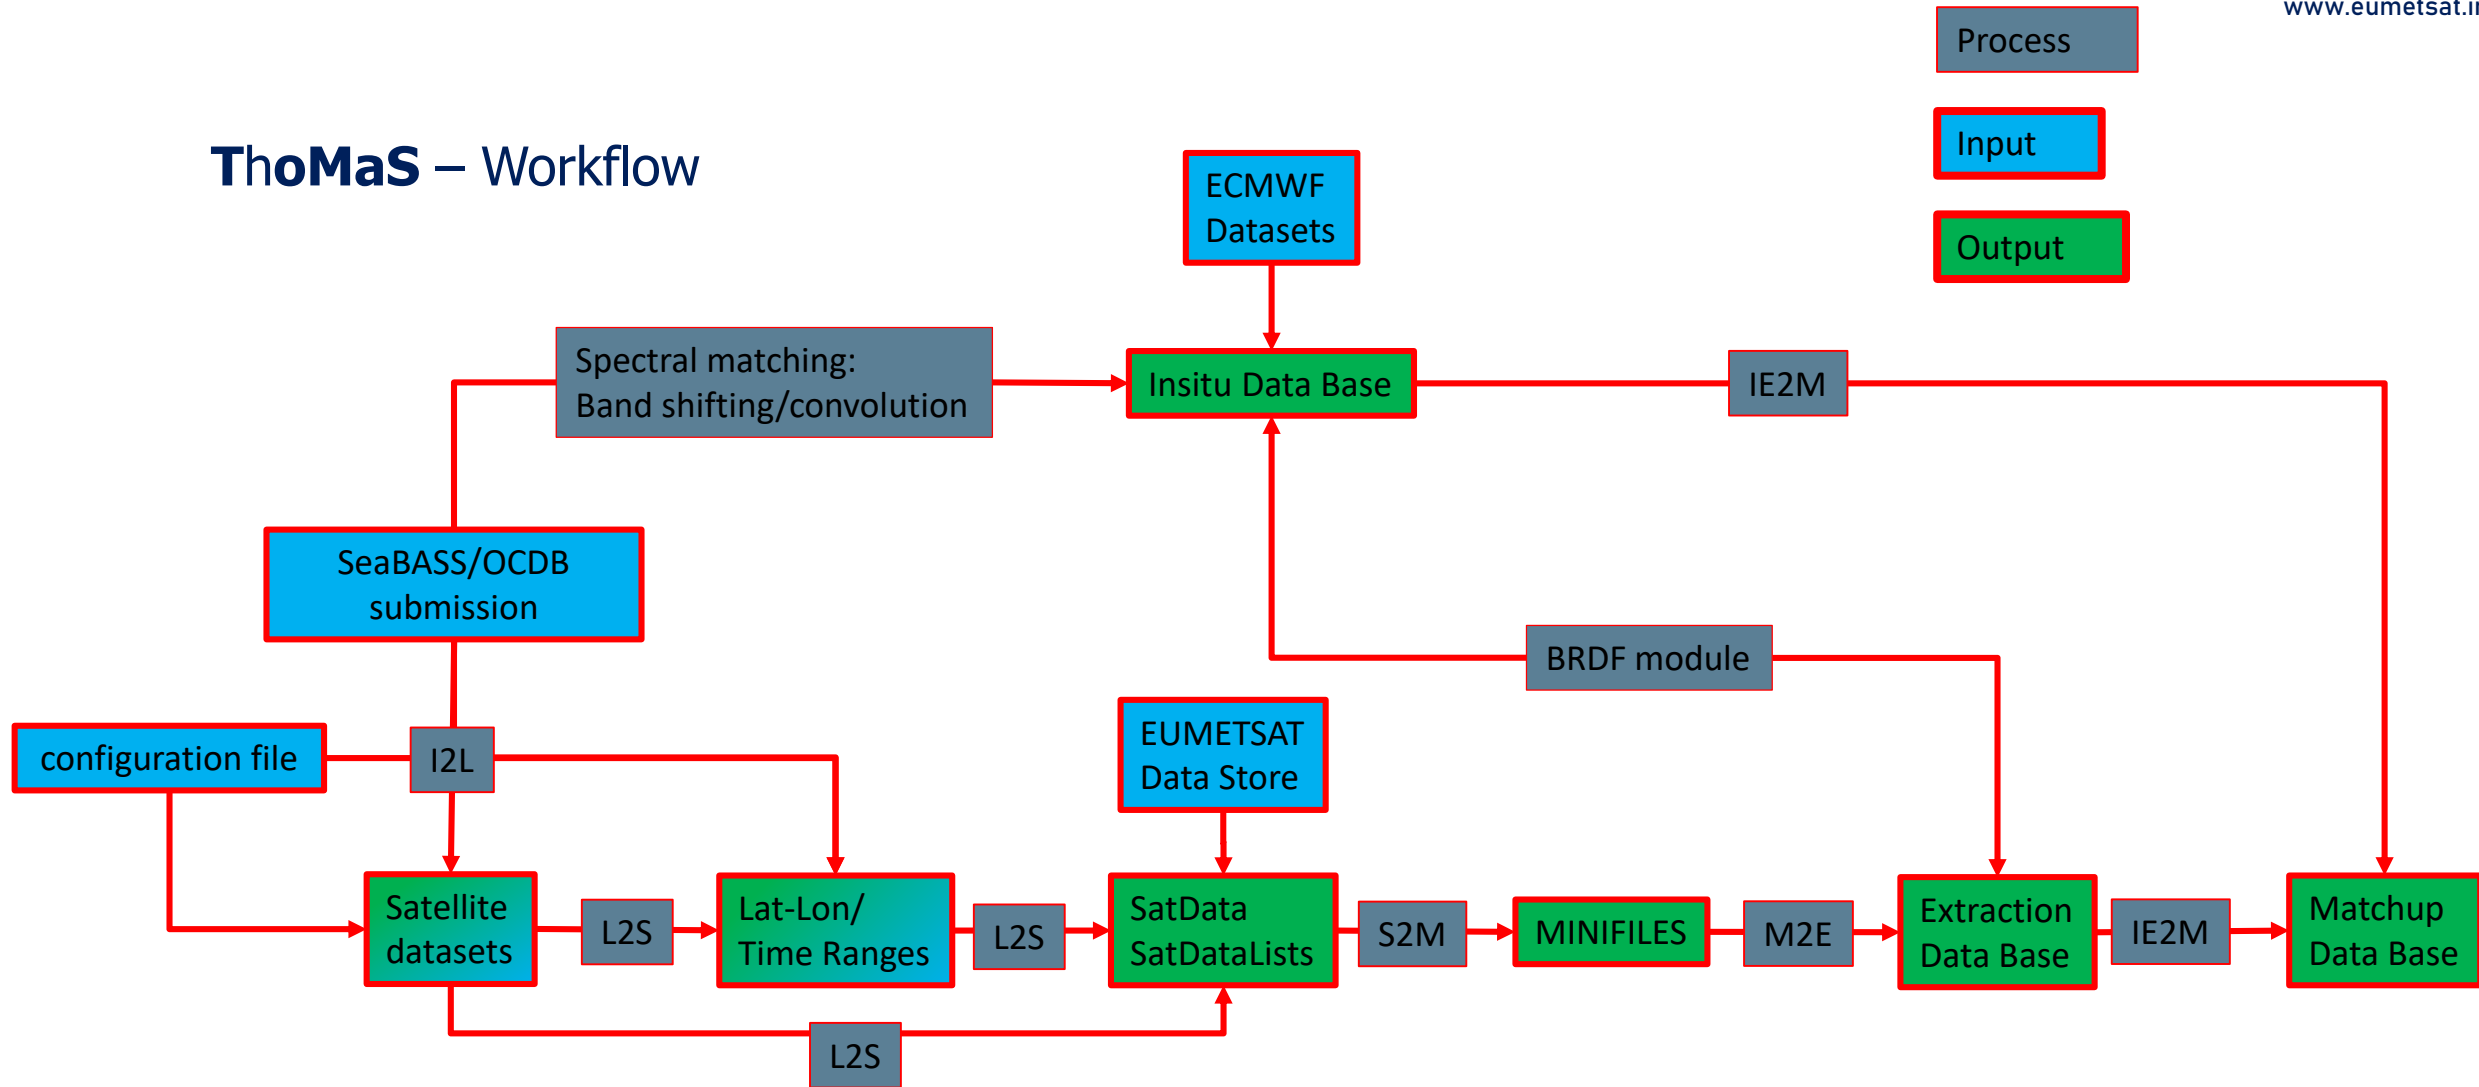 www.eumetsat.i
Process
Input
Output
ThoMaS – Workflow
ECMWF
Datasets
Spectral matching:
Band shifting/convolution
Insitu Data Base
IE2M
SeaBASS/OCDB
submission
BRDF module
configuration file
I2L
EUMETSAT
Data Store
Satellite
datasets
L2S
Lat-Lon/
Time Ranges
L2S
SatData
SatDataLists
S2M
MINIFILES
M2E
Extraction
Data Base
IE2M
Matchup
Data Base
L2S